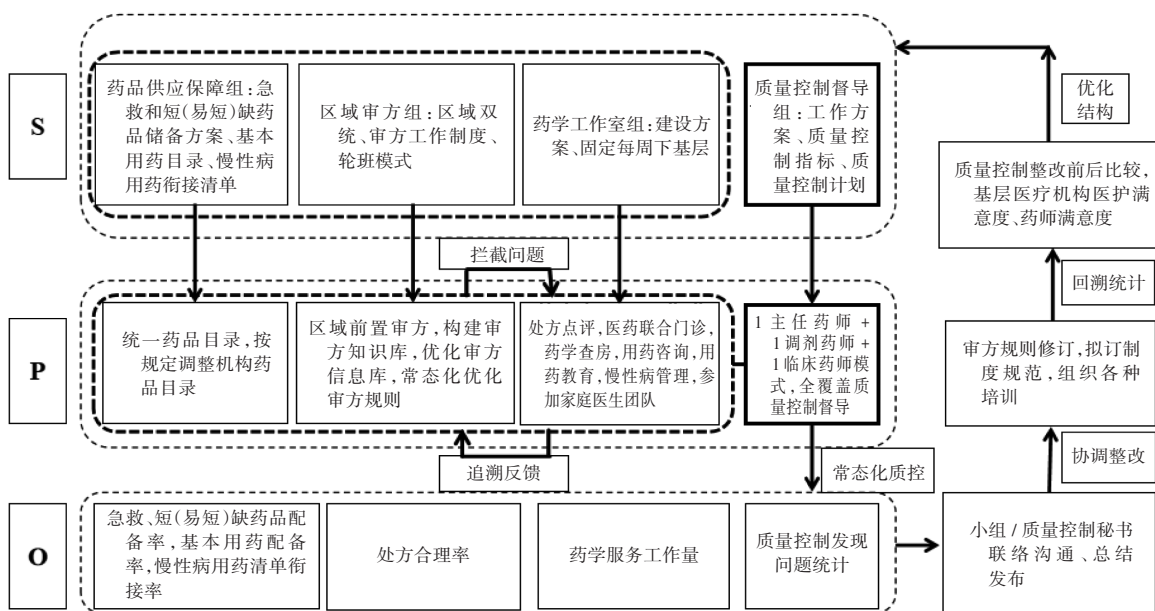 S
药品供应保障组：急
救和短（易短）缺药
品储备方案、基本
用药目录、慢性病
用药衔接清单
区域审方组：区域双
统、审方工作制度、
轮班模式
药学工作室组：建设方
案、固定每周下基层
质量控制督导
组：工作方
案、质量控
制指标、质
量控制计划
优化
结构
质量控制整改前后比较，
基层医疗机构医护满
意度、药师满意度
拦截问题
回溯统计
P
统一药品目录，按
规定调整机构药
品目录
区域前置审方，构建审
方知识库，优化审方
信息库，常态化优化
审方规则
处方点评，医药联合门诊，
药学查房，用药咨询，用
药教育，慢性病管理，参
加家庭医生团队
1 主任药师 +
1 调剂药师 +
1 临床药师模
式，全覆盖质
量控制督导
审方规则修订，拟订制
度规范，组织各种
培训
追溯反馈
常态化质控
协调整改
O
急救、短（易短）缺药品配
备率，基本用药配备
率，慢性病用药清单衔
接率
处方合理率
药学服务工作量
质量控制发现
问题统计
小组 / 质量控制秘书
联络沟通、总结
发布